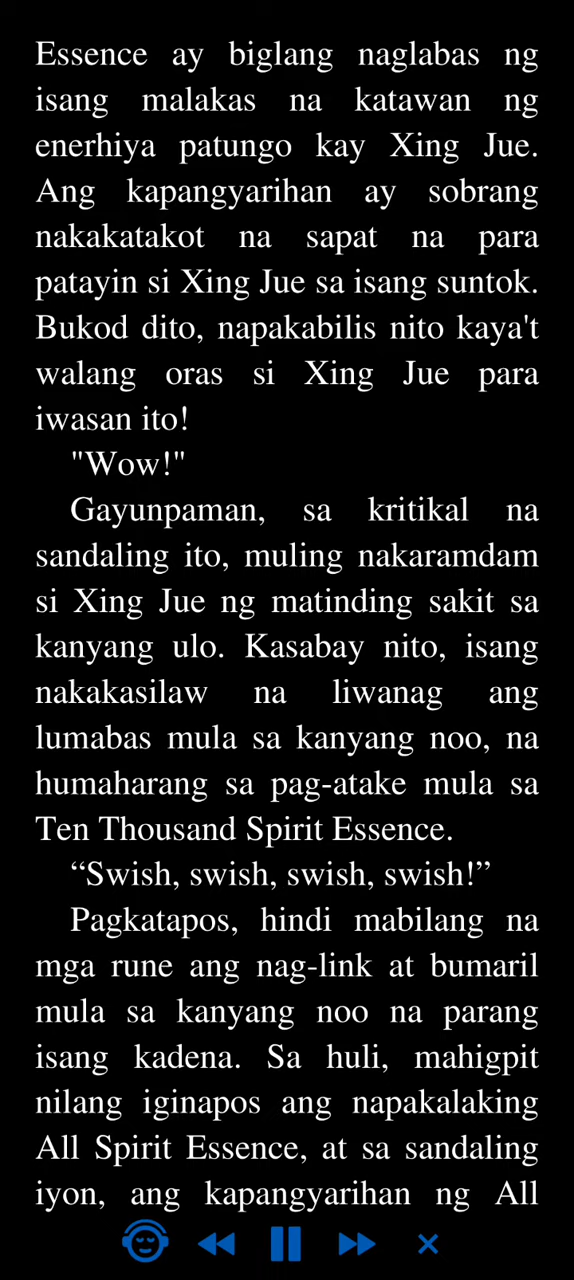 Essence ay biglang naglabas ng
isang malakas na katawan ng
enerhiya patungo kay Xing Jue.
Ang kapangyarihan ay sobrang
nakakatakot na sapat na para
patayin si Xing Jue sa isang suntok.
Bukod dito, napakabilis nito kaya't
walang oras si Xing Jue para
iwasan ito!
"Wow!"
Gayunpaman, sa kritikal na
sandaling ito, muling nakaramdam
si Xing Jue ng matinding sakit sa
kanyang ulo. Kasabay nito, isang
nakakasilaw na liwanag ang
lumabas mula sa kanyang noo, na
humaharang sa pag-atake mula sa
Ten Thousand Spirit Essence.
“Swish, swish, swish, swish!”
Pagkatapos, hindi mabilang na
mga rune ang nag-link at bumaril
mula sa kanyang noo na parang
isang kadena. Sa huli, mahigpit
nilang iginapos ang napakalaking
All Spirit Essence, at sa sandaling
iyon, ang kapangyarihan ng All